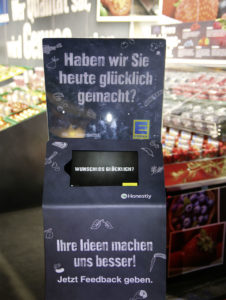 Haben wir Sie
heute glücklich
gemacht?
WUNSCHLOS GLÜCKLICH?
Honestly
Ihre Ideen machen
uns besser!
Jetzt Feedback geben.